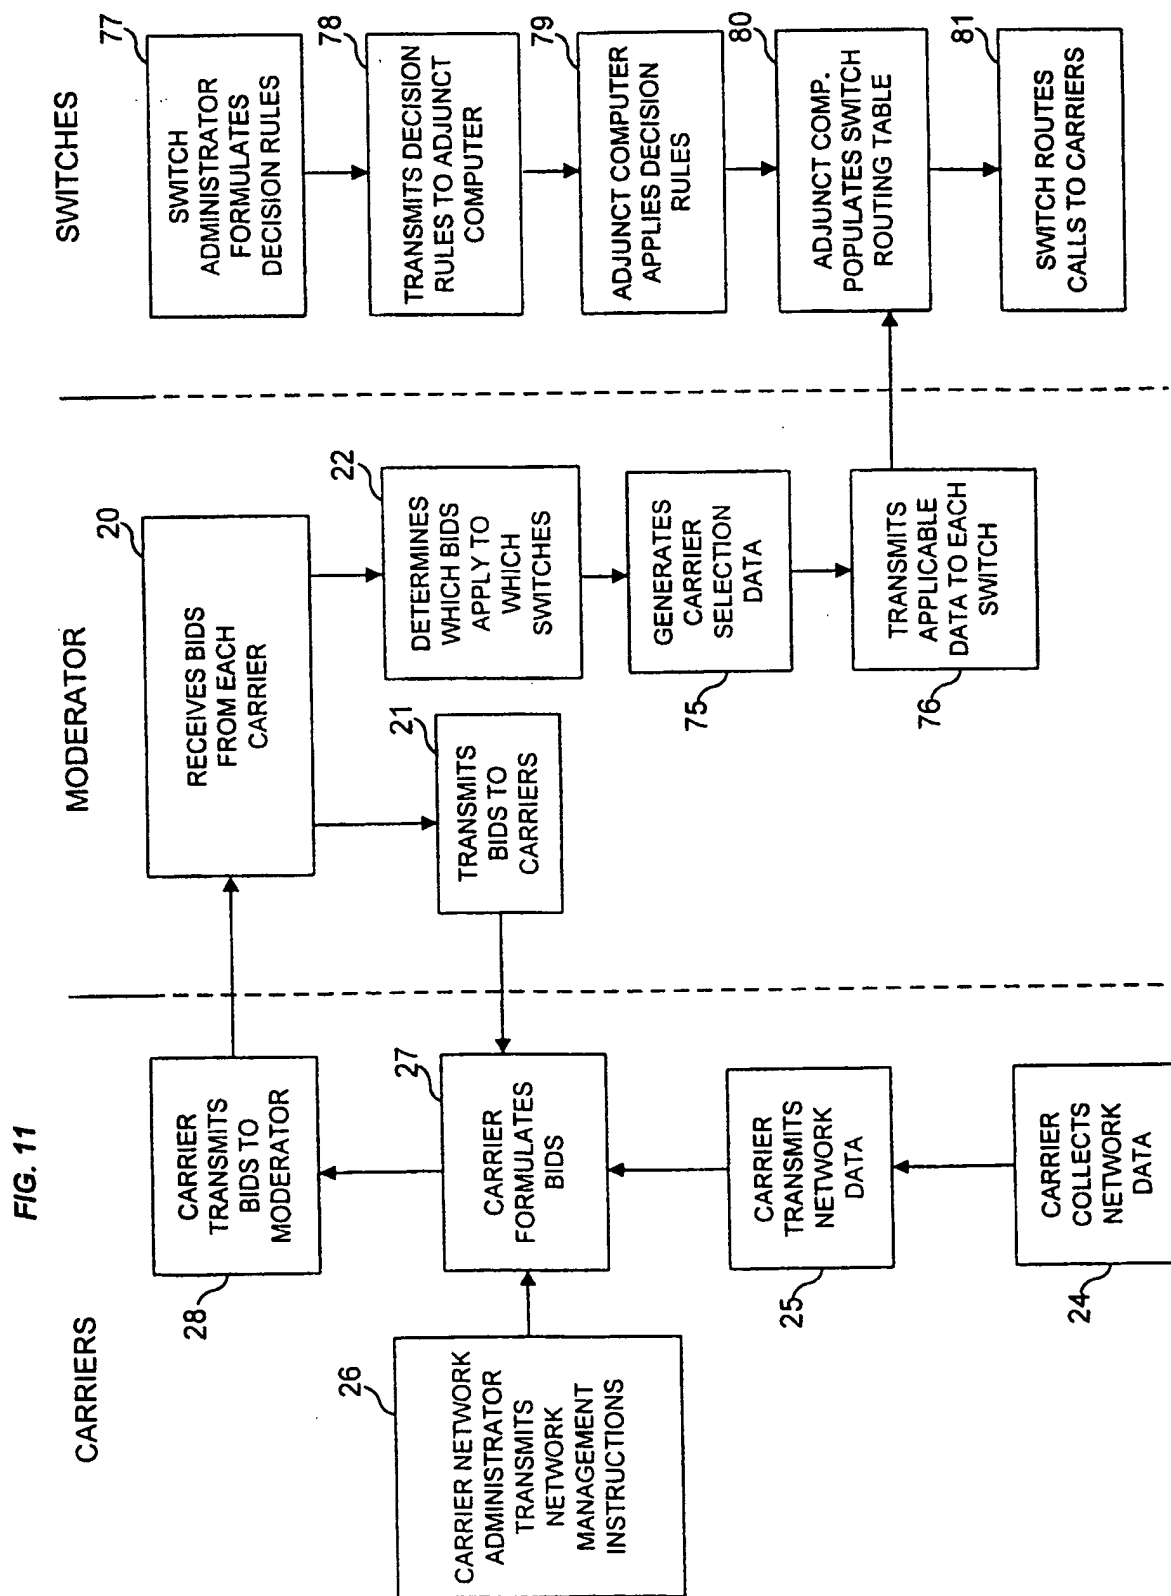 FIG. 11
CARRIERS
MODERATOR
SWITCHES
28
CARRIER
TRANSMITS
BIDS TO
MODERATOR
26
CARRIER NETWORK
ADMINISTRATOR
TRANSMITS
NETWORK
MANAGEMENT
INSTRUCTIONS
27
CARRIER
FORMULATES
BIDS
25
CARRIER
TRANSMITS
NETWORK
DATA
24
CARRIER
COLLECTS
NETWORK
DATA
20
RECEIVES BIDS
FROM EACH
CARRIER
21
TRANSMITS
BIDS TO
CARRIERS
22
DETERMINES
WHICH BIDS
APPLY TO
WHICH
SWITCHES
75
GENERATES
CARRIER
SELECTION
DATA
76
TRANSMITS
APPLICABLE
DATA TO EACH
SWITCH
77
SWITCH
ADMINISTRATOR
FORMULATES
DECISION RULES
78
TRANSMITS DECISION
RULES TO ADJUNCT
COMPUTER
79
ADJUNCT COMPUTER
APPLIES DECISION
RULES
80
ADJUNCT COMP.
POPULATES SWITCH
ROUTING TABLE
81
SWITCH ROUTES
CALLS TO CARRIERS